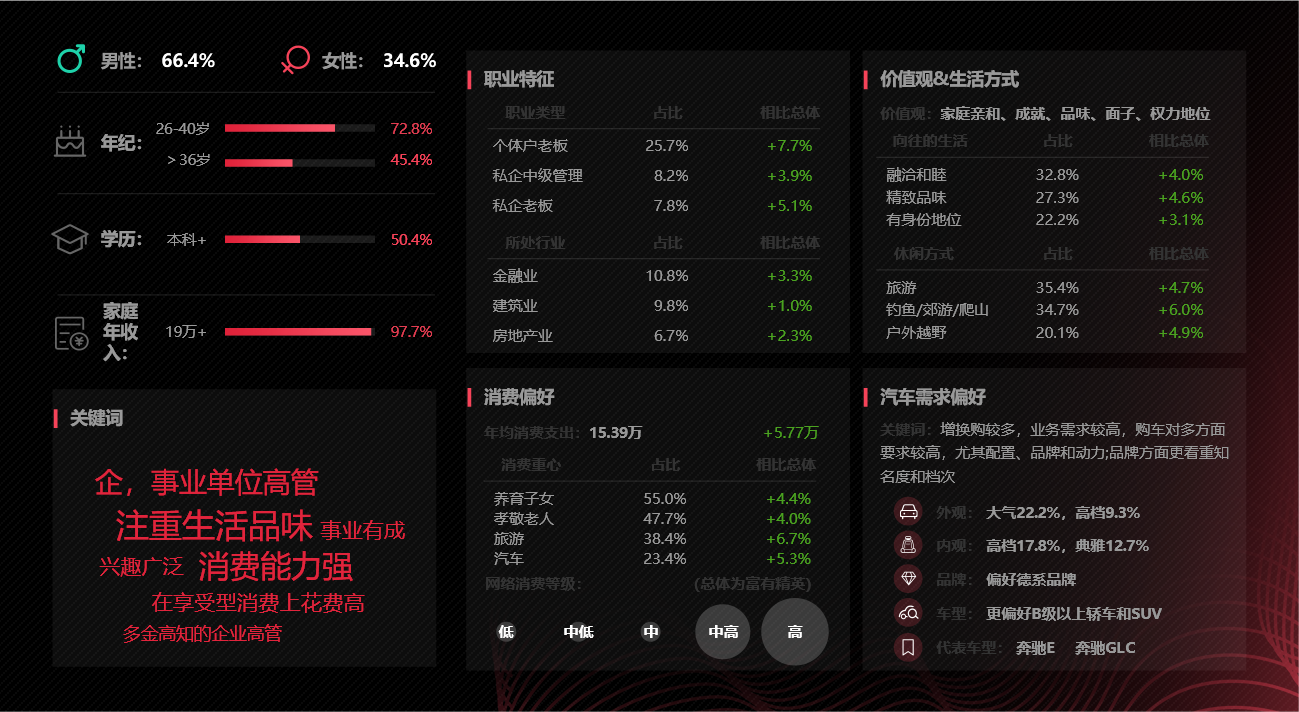 男性： 66.4% 女性： 34.6%
年纪：
26-40岁 72.8%
> 36岁 45.4%
学历： 本科+ 50.4%
家庭
年收
入：
19万+ 97.7%
关键词
企，事业单位高管
注重生活品味 事业有成
兴趣广泛 消费能力强
在享受型消费上花费高
多金高知的企业高管
职业特征
职业类型 占比 相比总体
个体户老板 25.7% +7.7%
私企中级管理 8.2% +3.9%
私企老板 7.8% +5.1%
所处行业 占比 相比总体
金融业 10.8% +3.3%
建筑业 9.8% +1.0%
房地产业 6.7% +2.3%
价值观&生活方式
价值观：家庭亲和、成就、品味、面子、权力地位
向往的生活 占比 相比总体
融洽和睦 32.8% +4.0%
精致品味 27.3% +4.6%
有身份地位 22.2% +3.1%
休闲方式 占比 相比总体
旅游 35.4% +4.7%
钓鱼/郊游/爬山 34.7% +6.0%
户外越野 20.1% +4.9%
消费偏好
年均消费支出：15.39万 +5.77万
消费重心 占比 相比总体
养育子女 55.0% +4.4%
孝敬老人 47.7% +4.0%
旅游 38.4% +6.7%
汽车 23.4% +5.3%
网络消费等级： (总体为富有精英)
低 中低 中 中高 高
汽车需求偏好
关键词：增换购较多，业务需求较高，购车对多方面
要求较高，尤其配置、品牌和动力;品牌方面更看重知
名度和档次
外观： 大气22.2%，高档9.3%
内观： 高档17.8%，典雅12.7%
品牌： 偏好德系品牌
车型： 更偏好B级以上轿车和SUV
代表车型： 奔驰E 奔驰GLC